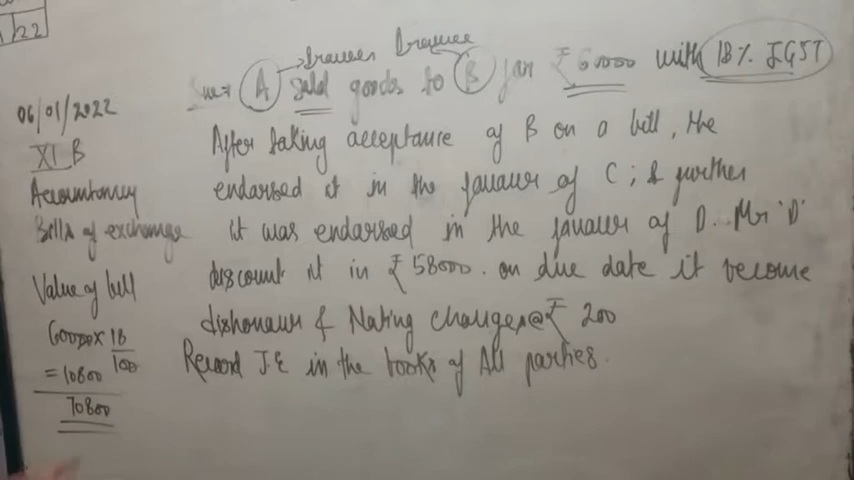 1/22
Drawer Drawee
A sold goods to B for ₹ 60000 with 18% IGST
06/01/2022
XI B
Accountancy
Bills of exchange
Value of bill
60000 x 18/100
= 10800
70800
After taking acceptance of B on a bill, the
endorsed it in the favour of C ; & further
it was endorsed in the favour of D. Mr 'D'
discount it in ₹ 58000. on due date it become
dishonour & Noting charges@ ₹ 200
Record J.E in the books of All parties.